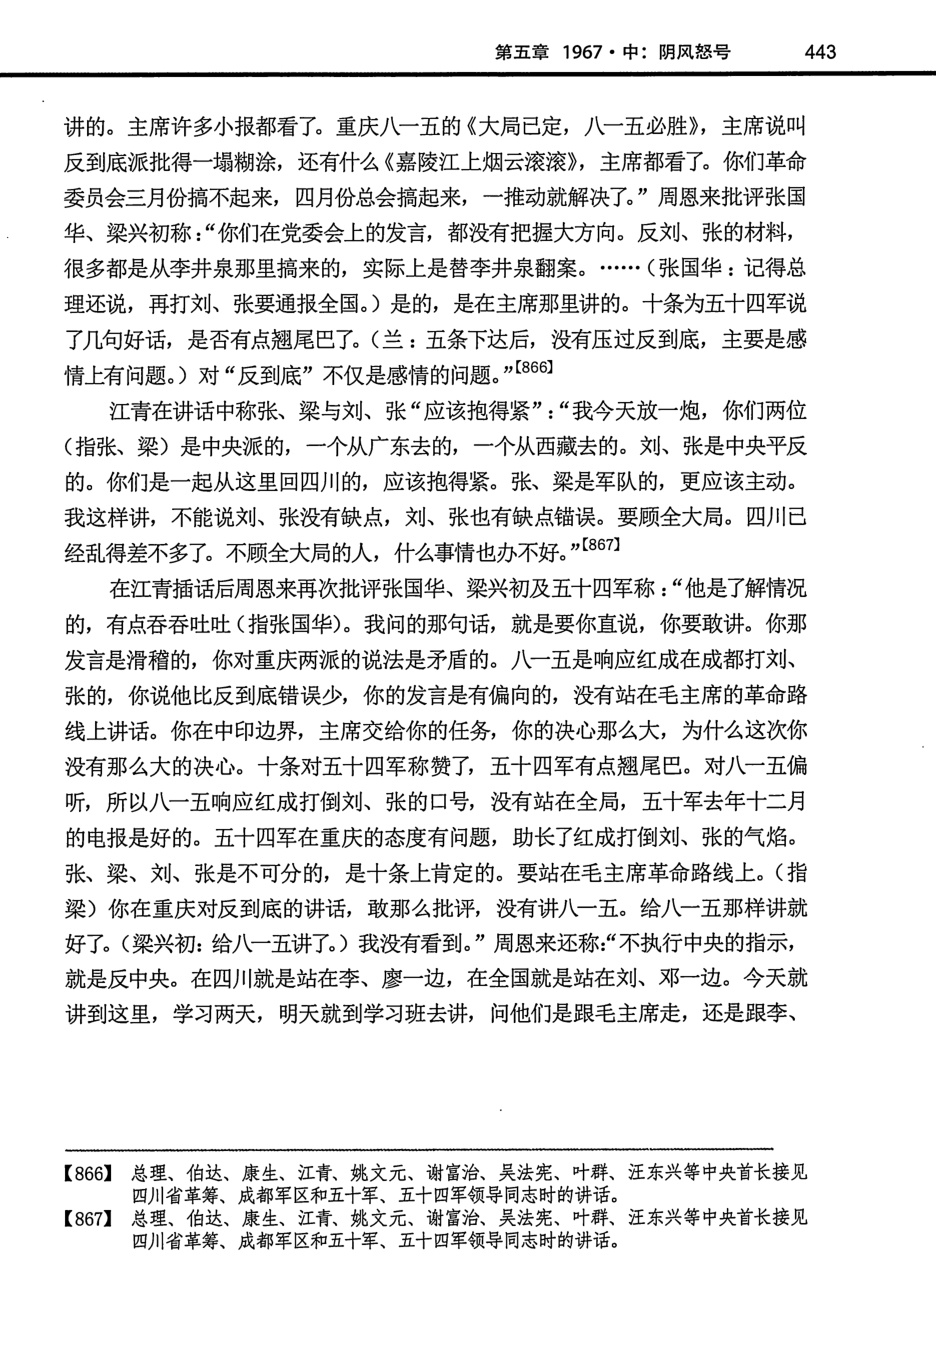 第五章 1967·中：阴风怒号 443
讲的。主席许多小报都看了。重庆八一五的《大局已定，八一五必胜》，主席说叫
反到底派批得一塌糊涂，还有什么《嘉陵江上烟云滚滚》，主席都看了。你们革命
委员会三月份搞不起来，四月份总会搞起来，一推动就解决了。”周恩来批评张国
华、梁兴初称：“你们在党委会上的发言，都没有把握大方向。反刘、张的材料，
很多都是从李井泉那里搞来的，实际上是替李井泉翻案。……（张国华：记得总
理还说，再打刘、张要通报全国。）是的，是在主席那里讲的。十条为五十四军说
了几句好话，是否有点翘尾巴了。（兰：五条下达后，没有压过反到底，主要是感
情上有问题。）对“反到底”不仅是感情的问题。”【866】
江青在讲话中称张、梁与刘、张“应该抱得紧”：“我今天放一炮，你们两位
（指张、梁）是中央派的，一个从广东去的，一个从西藏去的。刘、张是中央平反
的。你们是一起从这里回四川的，应该抱得紧。张、梁是军队的，更应该主动。
我这样讲，不能说刘、张没有缺点，刘、张也有缺点错误。要顾全大局。四川已
经乱得差不多了。不顾全大局的人，什么事情也办不好。”【867】
在江青插话后周恩来再次批评张国华、梁兴初及五十四军称：“他是了解情况
的，有点吞吞吐吐（指张国华）。我问的那句话，就是要你直说，你要敢讲。你那
发言是滑稽的，你对重庆两派的说法是矛盾的。八一五是响应红成在成都打刘、
张的，你说他比反到底错误少，你的发言是有偏向的，没有站在毛主席的革命路
线上讲话。你在中印边界，主席交给你的任务，你的决心那么大，为什么这次你
没有那么大的决心。十条对五十四军称赞了，五十四军有点翘尾巴。对八一五偏
听，所以八一五响应红成打倒刘、张的口号，没有站在全局，五十军去年十二月
的电报是好的。五十四军在重庆的态度有问题，助长了红成打倒刘、张的气焰。
张、梁、刘、张是不可分的，是十条上肯定的。要站在毛主席革命路线上。（指
梁）你在重庆对反到底的讲话，敢那么批评，没有讲八一五。给八一五那样讲就
好了。（梁兴初：给八一五讲了。）我没有看到。”周恩来还称：“不执行中央的指示，
就是反中央。在四川就是站在李、廖一边，在全国就是站在刘、邓一边。今天就
讲到这里，学习两天，明天就到学习班去讲，问他们是跟毛主席走，还是跟李、
【866】 总理、伯达、康生、江青、姚文元、谢富治、吴法宪、叶群、汪东兴等中央首长接见
四川省革筹、成都军区和五十军、五十四军领导同志时的讲话。
【867】 总理、伯达、康生、江青、姚文元、谢富治、吴法宪、叶群、汪东兴等中央首长接见
四川省革筹、成都军区和五十军、五十四军领导同志时的讲话。